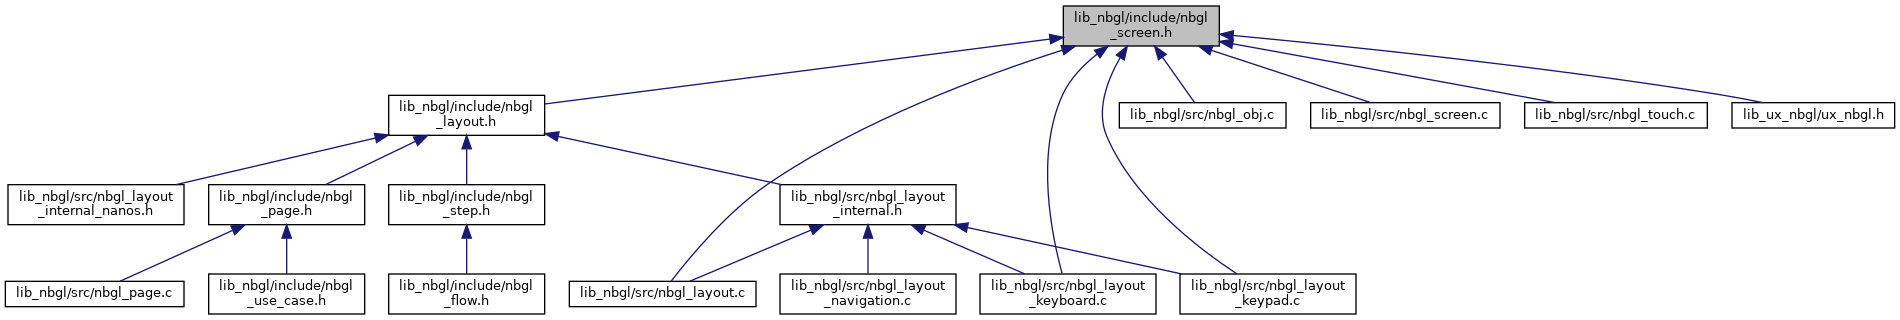 lib_nbgl/include/nbgl
_screen.h
lib_nbgl/include/nbgl
_layout.h
lib_nbgl/src/nbgl_obj.c
lib_nbgl/src/nbgl_screen.c
lib_nbgl/src/nbgl_touch.c
lib_ux_nbgl/ux_nbgl.h
lib_nbgl/src/nbgl_layout
_internal_nanos.h
lib_nbgl/include/nbgl
_page.h
lib_nbgl/include/nbgl
_step.h
lib_nbgl/src/nbgl_layout
_internal.h
lib_nbgl/src/nbgl_page.c
lib_nbgl/include/nbgl
_use_case.h
lib_nbgl/include/nbgl
_flow.h
lib_nbgl/src/nbgl_layout.c
lib_nbgl/src/nbgl_layout
_navigation.c
lib_nbgl/src/nbgl_layout
_keyboard.c
lib_nbgl/src/nbgl_layout
_keypad.c